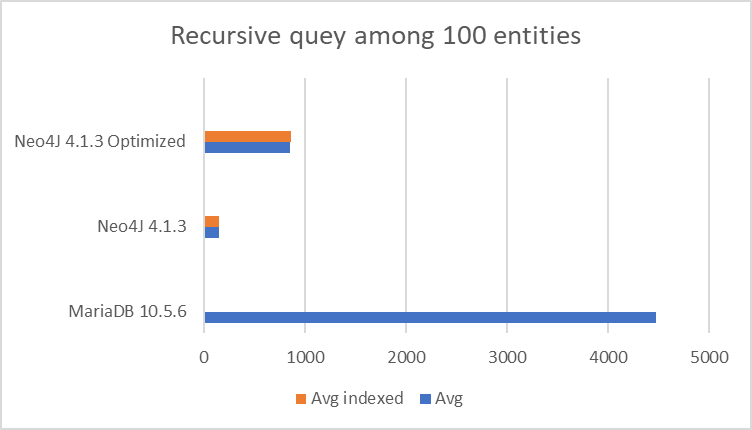 Recursive quey among 100 entities
Neo4J 4.1.3 Optimized
Neo4J 4.1.3
MariaDB 10.5.6
0 1000 2000 3000 4000 5000
Avg indexed Avg